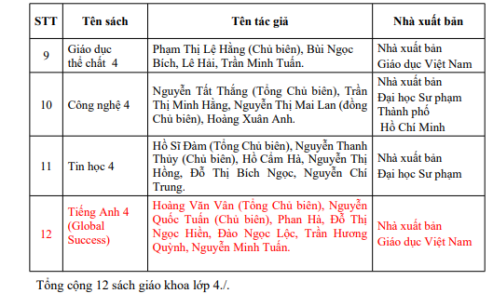 STT Tên sách Tên tác giả Nhà xuất bản
9
Giáo dục
thể chất 4
Phạm Thị Lệ Hằng (Chủ biên), Bùi Ngọc
Bích, Lê Hải, Trần Minh Tuấn.
Nhà xuất bản
Giáo dục Việt Nam
10
Công nghệ 4
Nguyễn Tất Thắng (Tổng Chủ biên), Trần
Thị Minh Hằng, Nguyễn Thị Mai Lan (đồng
Chủ biên), Hoàng Xuân Anh.
Nhà xuất bản
Đại học Sư phạm
Thành phố
Hồ Chí Minh
11
Tin học 4
Hồ Sĩ Đàm (Tổng Chủ biên), Nguyễn Thanh
Thủy (Chủ biên), Hồ Cẩm Hà, Nguyễn Thị
Hồng, Đỗ Thị Bích Ngọc, Nguyễn Chí
Trung.
Nhà xuất bản
Đại học Sư phạm
12
Tiếng Anh 4
(Global
Success)
Hoàng Văn Vân (Tổng Chủ biên), Nguyễn
Quốc Tuấn (Chủ biên), Phan Hà, Đỗ Thị
Ngọc Hiền, Đào Ngọc Lộc, Trần Hương
Quỳnh, Nguyễn Minh Tuấn.
Nhà xuất bản
Giáo dục Việt Nam
Tổng cộng 12 sách giáo khoa lớp 4./.